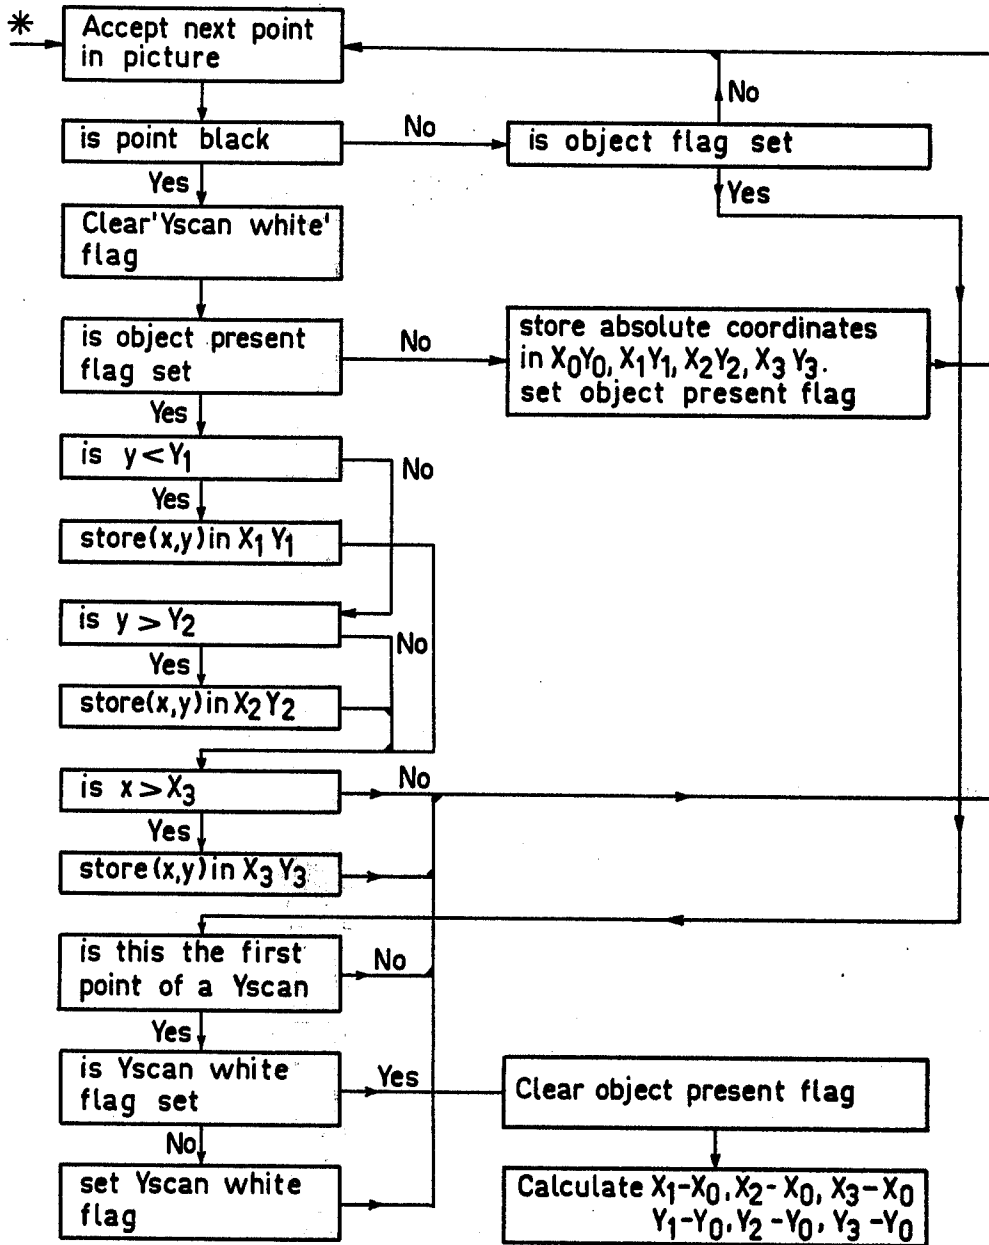 *
Accept next point
in picture
No
is point black
No
is object flag set
Yes
Yes
Clear 'Yscan white'
flag
is object present
flag set
No
store absolute coordinates
in X0Y0, X1Y1, X2Y2, X3Y3.
set object present flag
Yes
is y<Y1
No
Yes
store(x,y)in X1Y1
is y>Y2
No
Yes
store(x,y)in X2Y2
is x>X3
No
Yes
store(x,y)in X3Y3
is this the first
point of a Yscan
No
Yes
is Yscan white
flag set
Yes
Clear object present flag
No
set Yscan white
flag
Calculate X1-X0, X2-X0, X3-X0
Y1-Y0, Y2-Y0, Y3-Y0